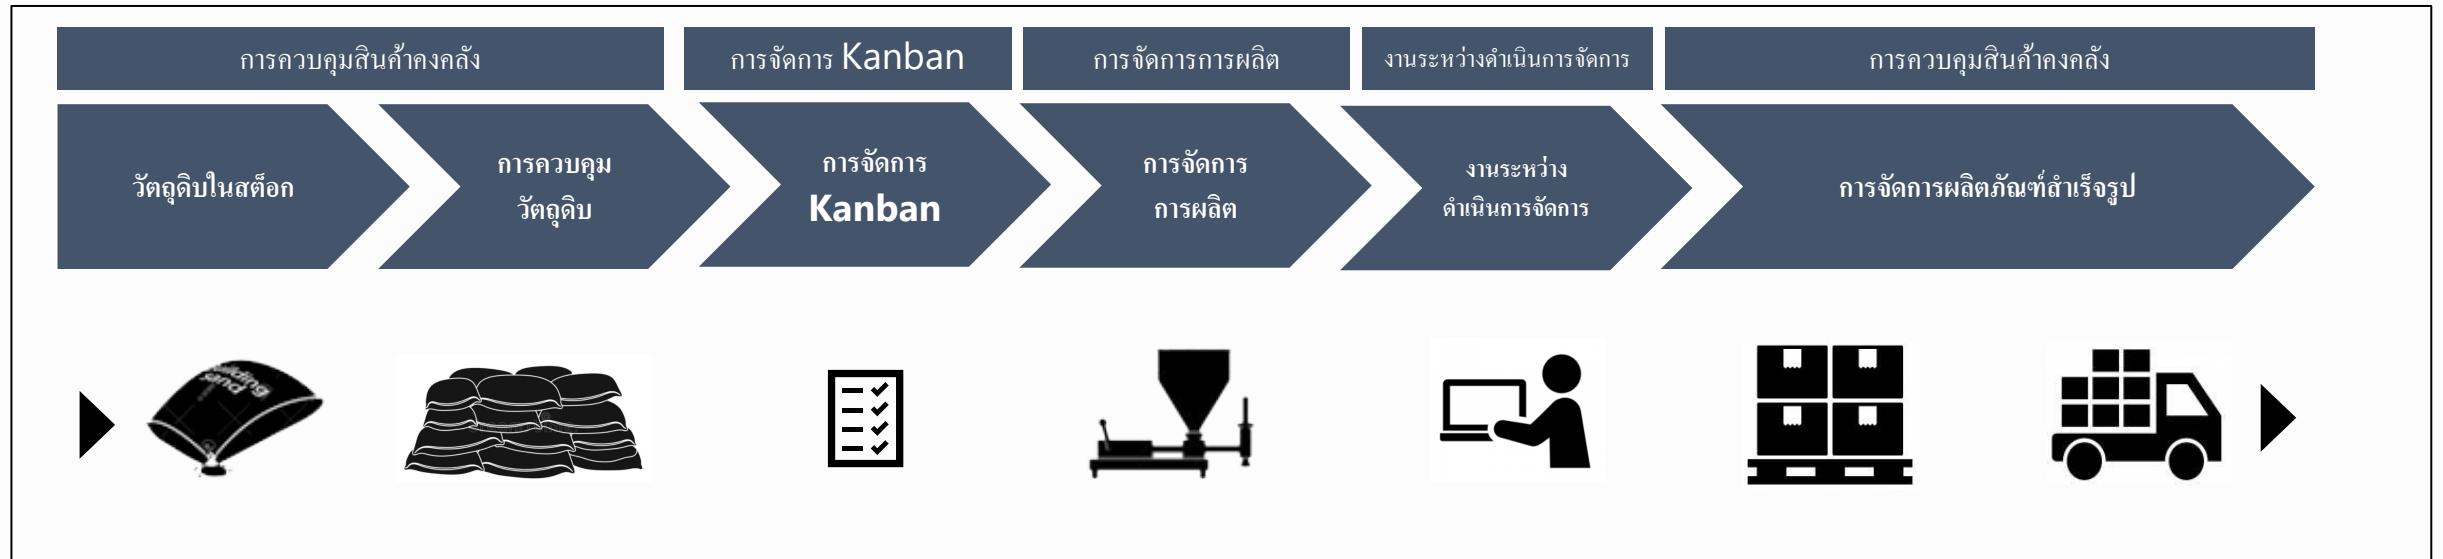 การควบคุมสินค้าคงคลัง
การจัดการ Kanban
การจัดการการผลิต
งานระหว่างดำเนินการจัดการ
การควบคุมสินค้าคงคลัง
วัตถุดิบในสต็อก
การควบคุม
วัตถุดิบ
การจัดการ
Kanban
การจัดการ
การผลิต
งานระหว่าง
ดำเนินการจัดการ
การจัดการผลิตภัณฑ์สำเร็จรูป
building
sand